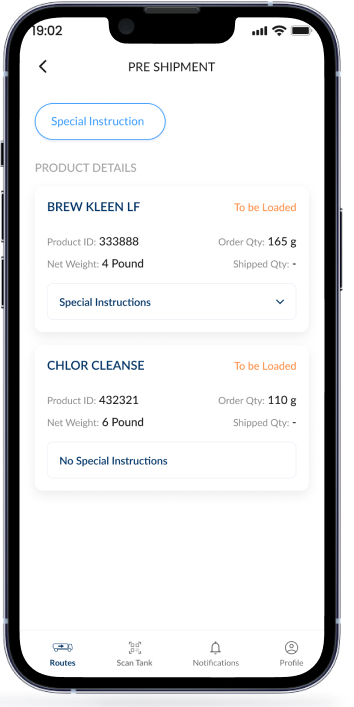 19:02
PRE SHIPMENT
Special Instruction
PRODUCT DETAILS
BREW KLEEN LF To be Loaded
Product ID: 333888 Order Qty: 165 g
Net Weight: 4 Pound Shipped Qty: -
Special Instructions
CHLOR CLEANSE To be Loaded
Product ID: 432321 Order Qty: 110 g
Net Weight: 6 Pound Shipped Qty: -
No Special Instructions
Routes Scan Tank Notifications Profile